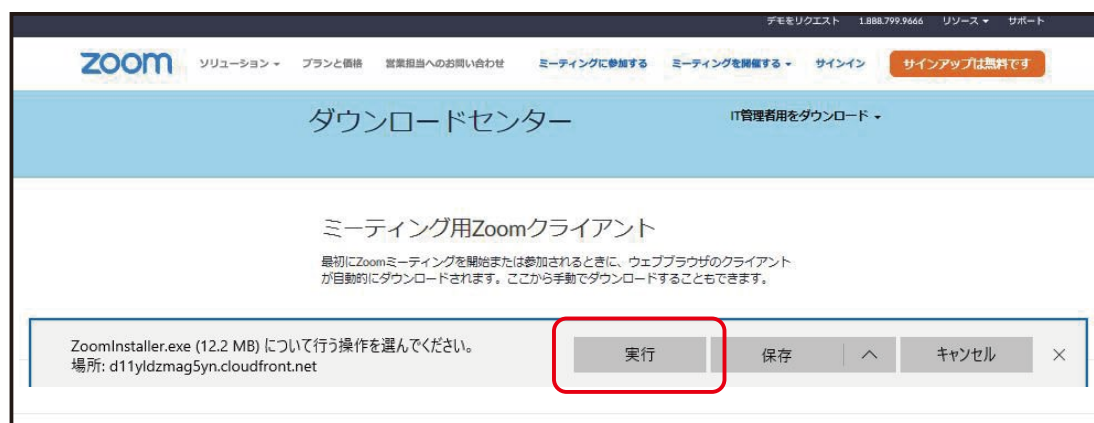 デモをリクエスト 1.888.799.9666 リソース サポート
zoom ソリューション プランと価格 営業担当へのお問い合わせ ミーティングに参加する ミーティングを開催する サインイン サインアップは無料です
ダウンロードセンター IT管理者用をダウンロード
ミーティング用Zoomクライアント
最初にZoomミーティングを開始または参加されるときに、ウェブブラウザのクライアント
が自動的にダウンロードされます。ここから手動でダウンロードすることもできます。
ZoomInstaller.exe (12.2 MB) について行う操作を選んでください。
場所: d11yldzmag5yn.cloudfront.net
実行 保存 キャンセル